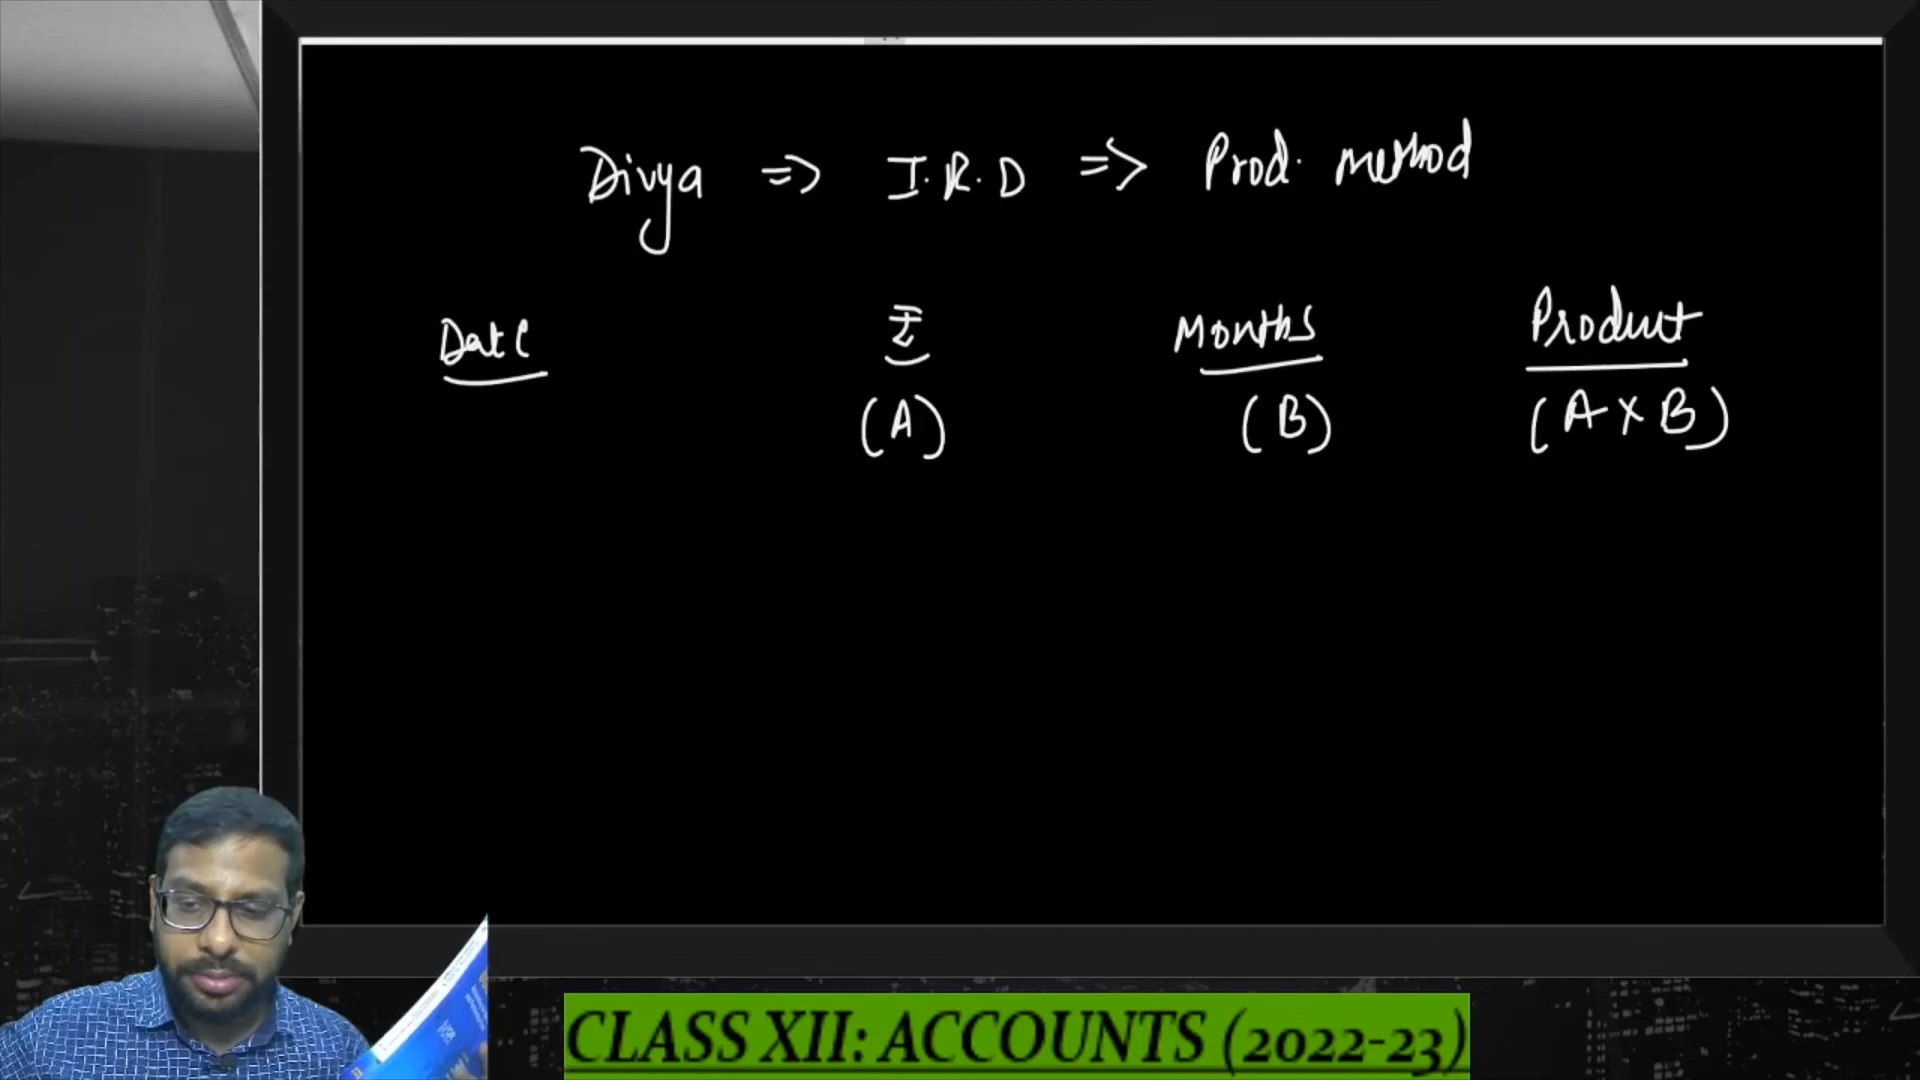 Divya => I.R.D => Prod. method
Date ₹ Months Product
(A) (B) (A x B)
CLASS XII: ACCOUNTS (2022-23)